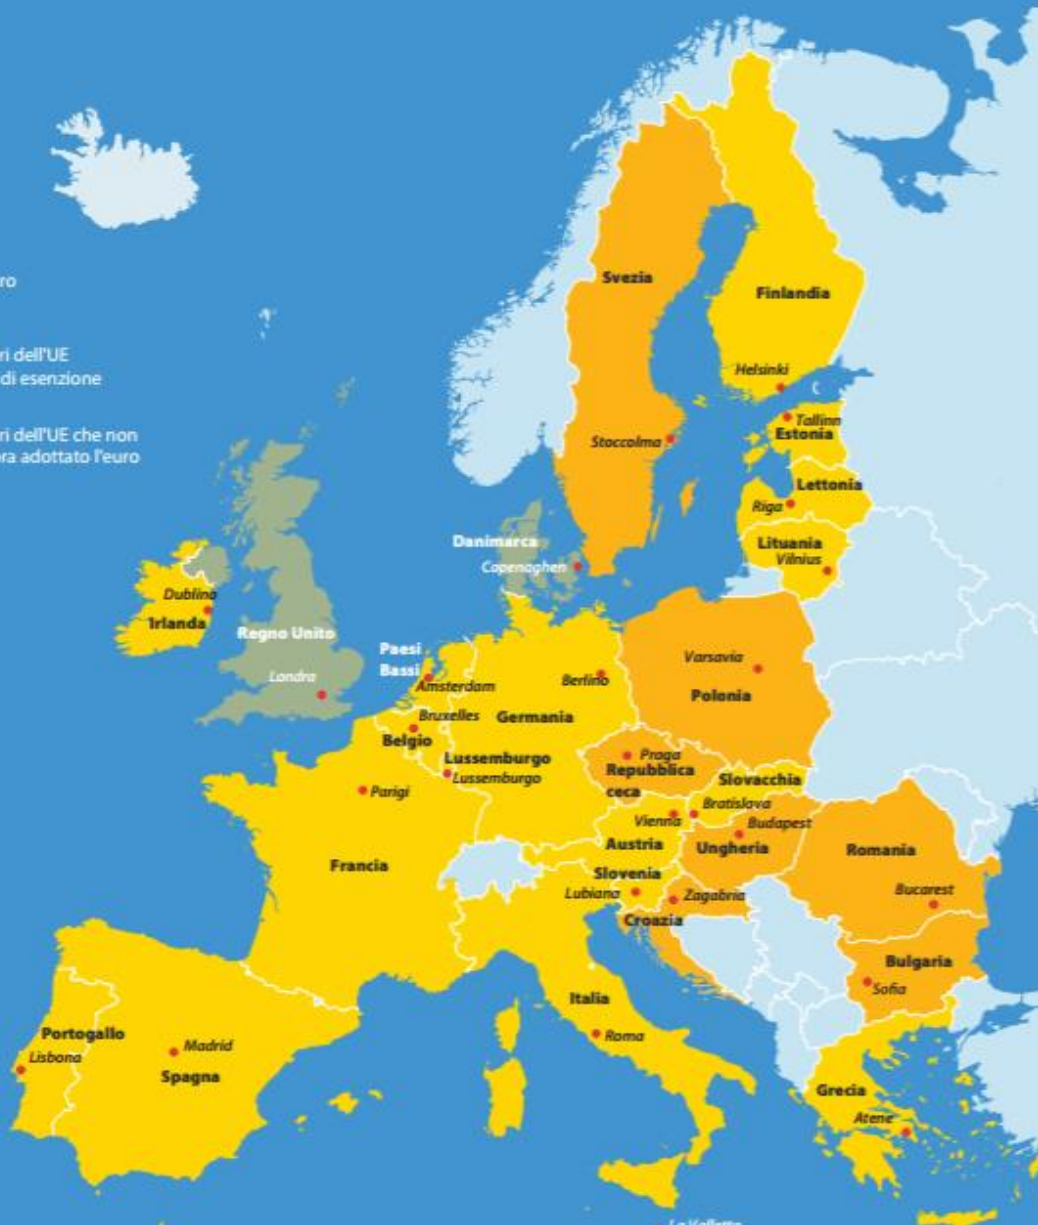 ro
ri dell'UE
di esenzione
ri dell'UE che non
ra adottato l'euro
Svezia
Finlandia
Helsinki
Tallinn
Estonia
Stoccolma
Lettonia
Riga
Lituania
Vilnius
Danimarca
Copenaghen
Dublino
Irlanda
Regno Unito
Londra
Paesi
Bassi
Amsterdam
Berlino
Varsavia
Polonia
Bruxelles
Belgio
Germania
Lussemburgo
Lussemburgo
Praga
Repubblica
ceca
Slovacchia
Parigi
Bratislava
Vienna
Budapest
Austria
Ungheria
Romania
Francia
Slovenia
Lubiana
Zagabria
Bucarest
Croazia
Bulgaria
Sofia
Italia
Roma
Portogallo
Lisbona
Madrid
Spagna
Grecia
Atene
La Valletta